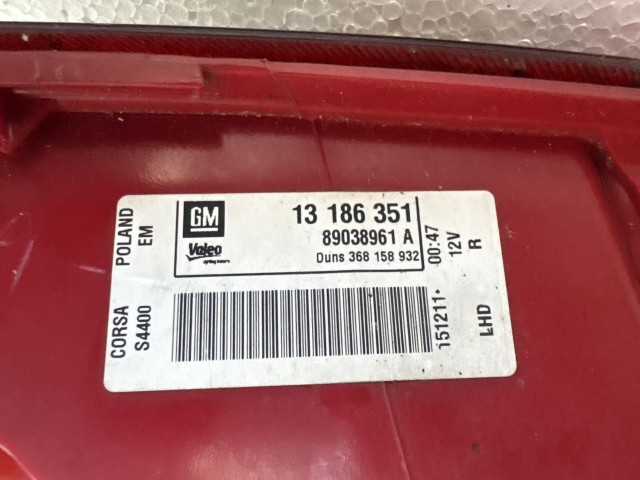 CORSA POLAND
S4400 EM
GM
Valeo
13 186 351
89038961 A
Duns 368 158 932
151211• 00:47
12V
LHD R